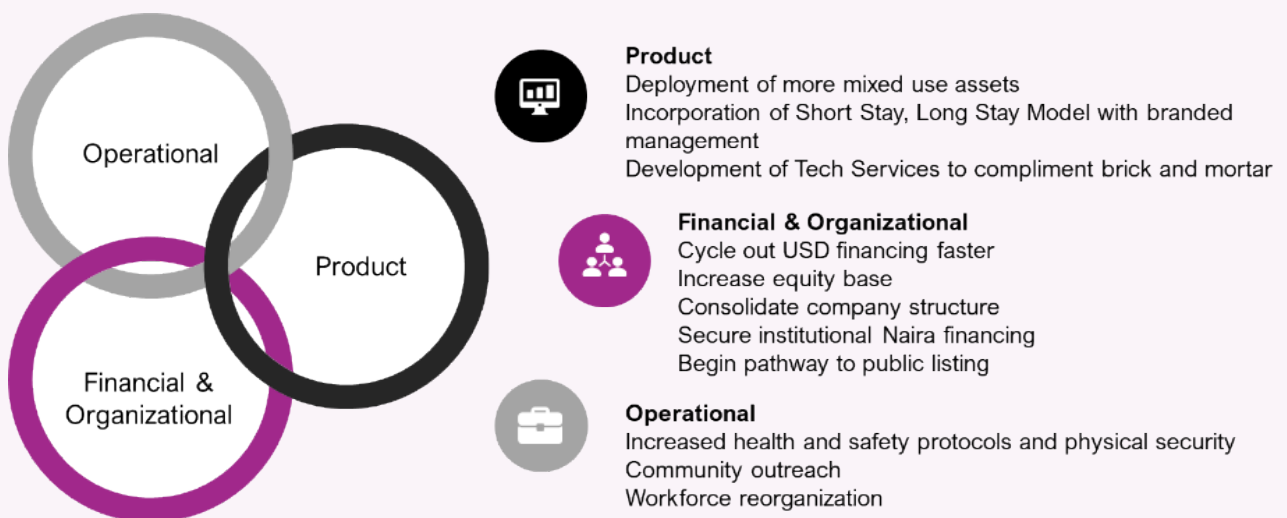 Operational
Product
Financial &
Organizational
Product
Deployment of more mixed use assets
Incorporation of Short Stay, Long Stay Model with branded
management
Development of Tech Services to compliment brick and mortar
Financial & Organizational
Cycle out USD financing faster
Increase equity base
Consolidate company structure
Secure institutional Naira financing
Begin pathway to public listing
Operational
Increased health and safety protocols and physical security
Community outreach
Workforce reorganization